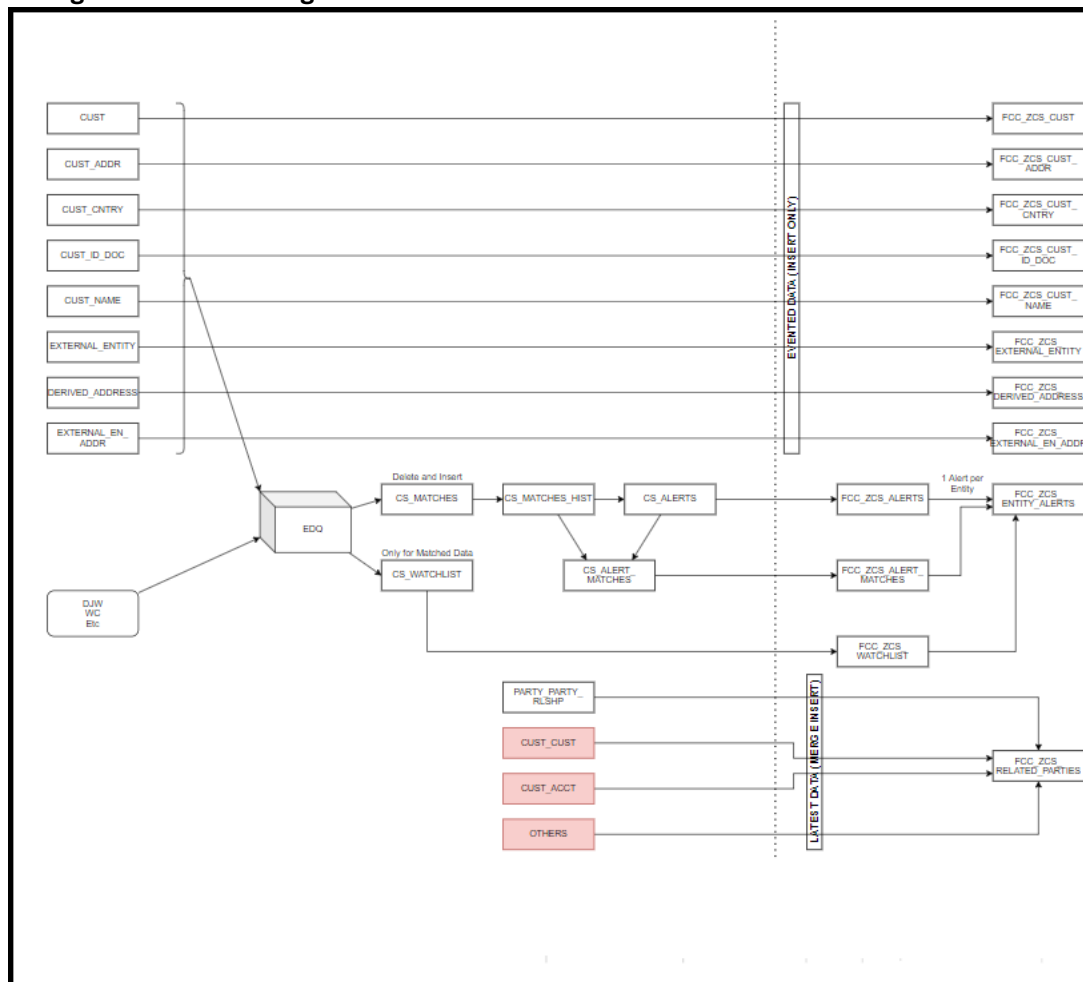 CUST
FCC_ZCS_CUST
CUST_ADDR
FCC_ZCS_CUST_
ADDR
CUST_CNTRY
FCC_ZCS_CUST_
CNTRY
CUST_ID_DOC
FCC_ZCS_CUST_
ID_DOC
CUST_NAME
FCC_ZCS_CUST_
NAME
EXTERNAL_ENTITY
FCC_ZCS_
EXTERNAL_ENTITY
DERIVED_ADDRESS
FCC_ZCS_
DERIVED_ADDRESS
EXTERNAL_EN_
ADDR
FCC_ZCS_
EXTERNAL_EN_ADDR
EVENTED DATA (INSERT ONLY)
Delete and Insert
CS_MATCHES
CS_MATCHES_HIST
CS_ALERTS
FCC_ZCS_ALERTS
1 Alert per
Entity
FCC_ZCS_
ENTITY_ALERTS
EDQ
Only for Matched Data
CS_WATCHLIST
CS_ALERT_
MATCHES
FCC_ZCS_ALERT_
MATCHES
DJW
WC
Etc
FCC_ZCS_
WATCHLIST
PARTY_PARTY_
RLSHP
CUST_CUST
CUST_ACCT
OTHERS
LATEST DATA (MERGE INSERT)
FCC_ZCS_
RELATED_PARTIES